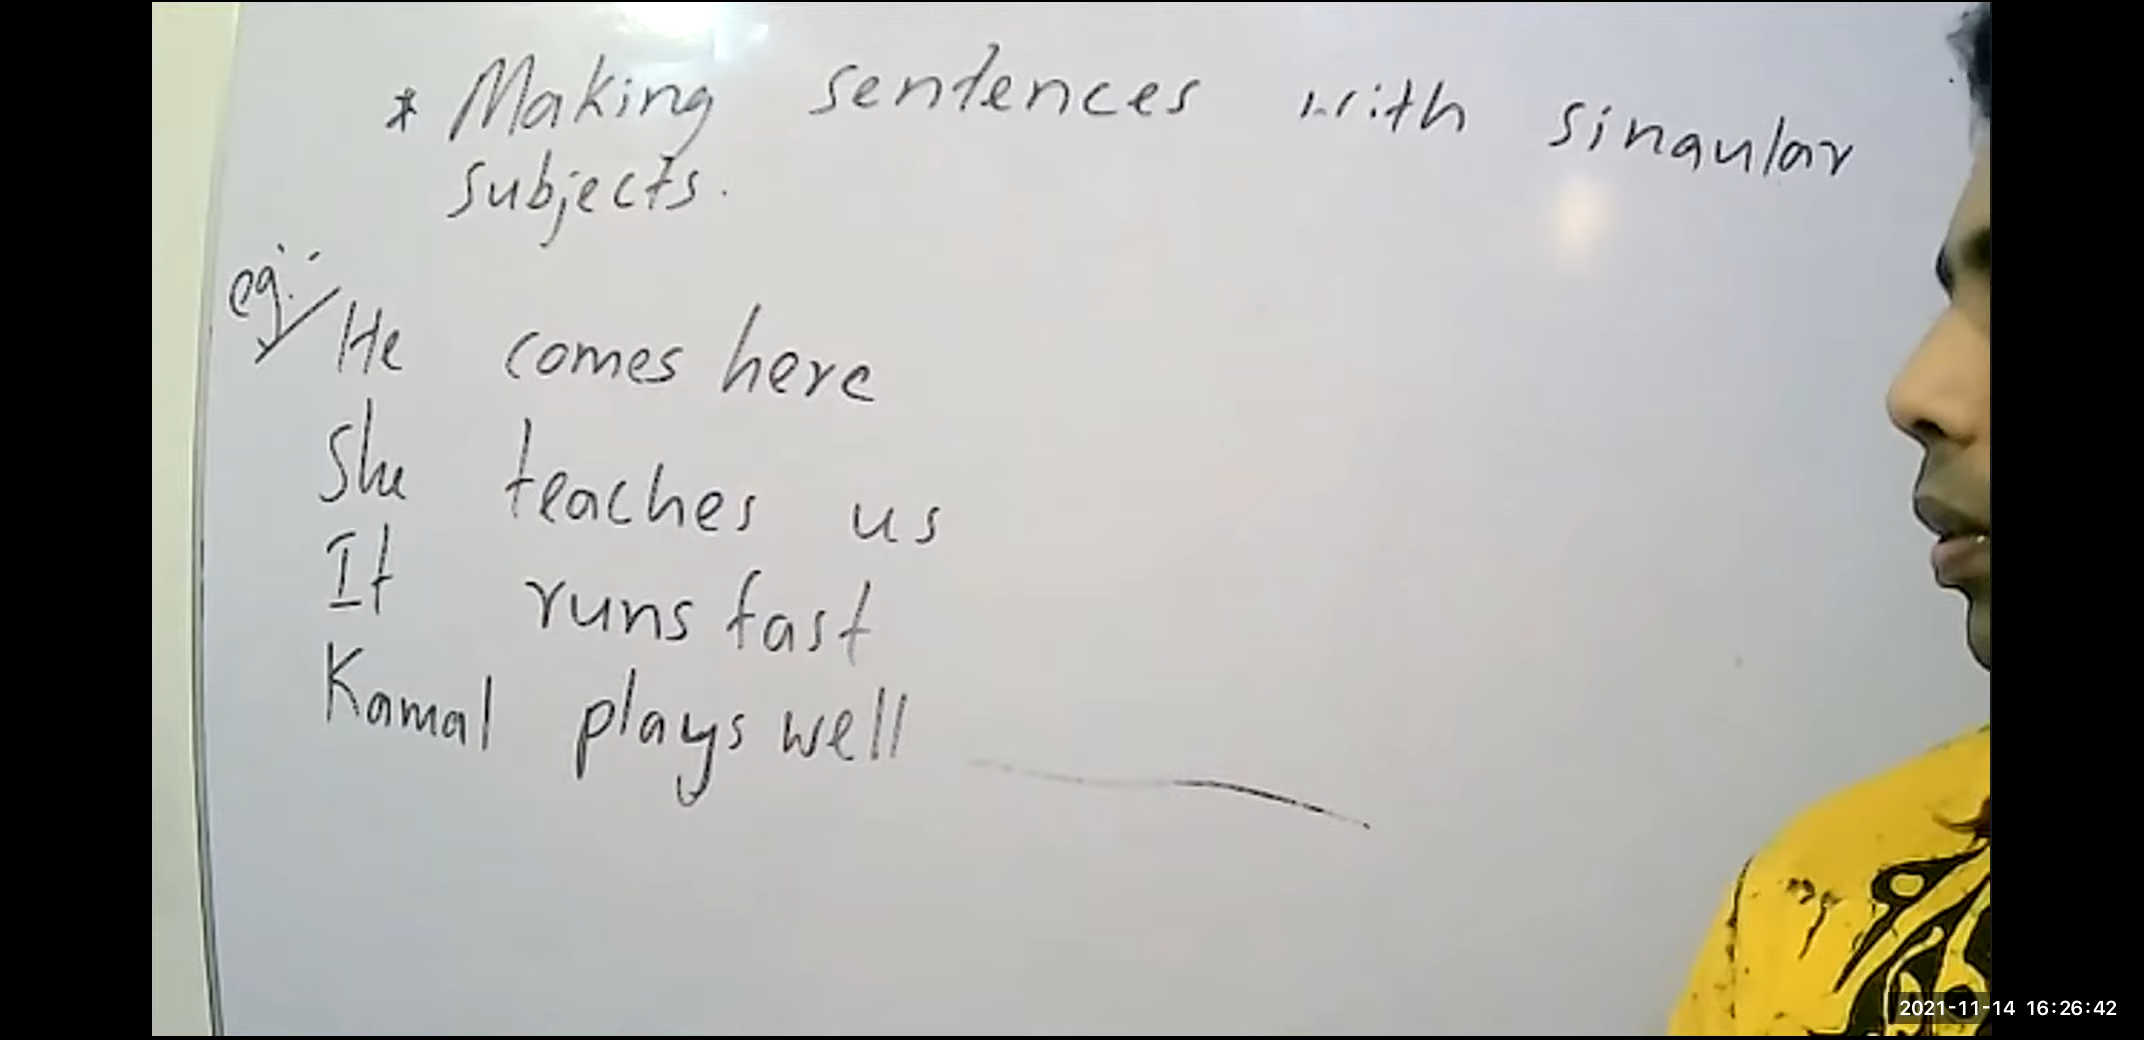 * Making sentences with singular
subjects.
eg:-
He comes here
She teaches us
It runs fast
Kamal plays well
2021-11-14 16:26:42